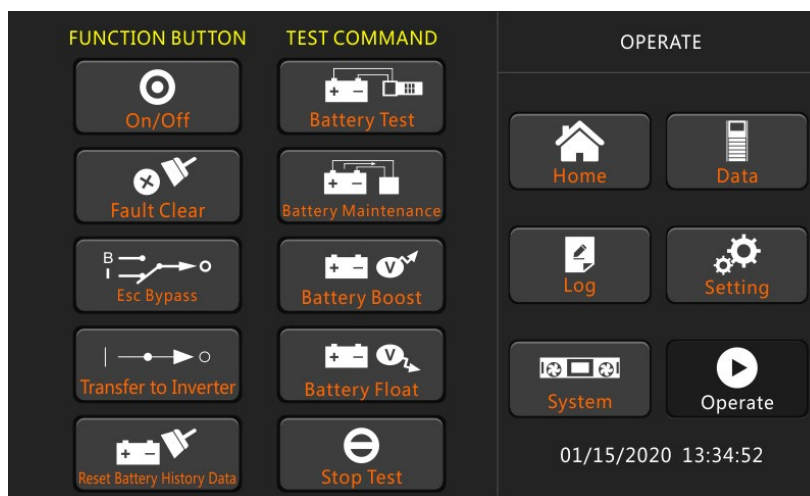 FUNCTION BUTTON
TEST COMMAND
OPERATE
On/Off
Battery Test
Fault Clear
Battery Maintenance
Home
Data
B
I
Esc Bypass
Battery Boost
Log
Setting
Transfer to Inverter
Battery Float
System
Operate
Reset Battery History Data
Stop Test
01/15/2020 13:34:52